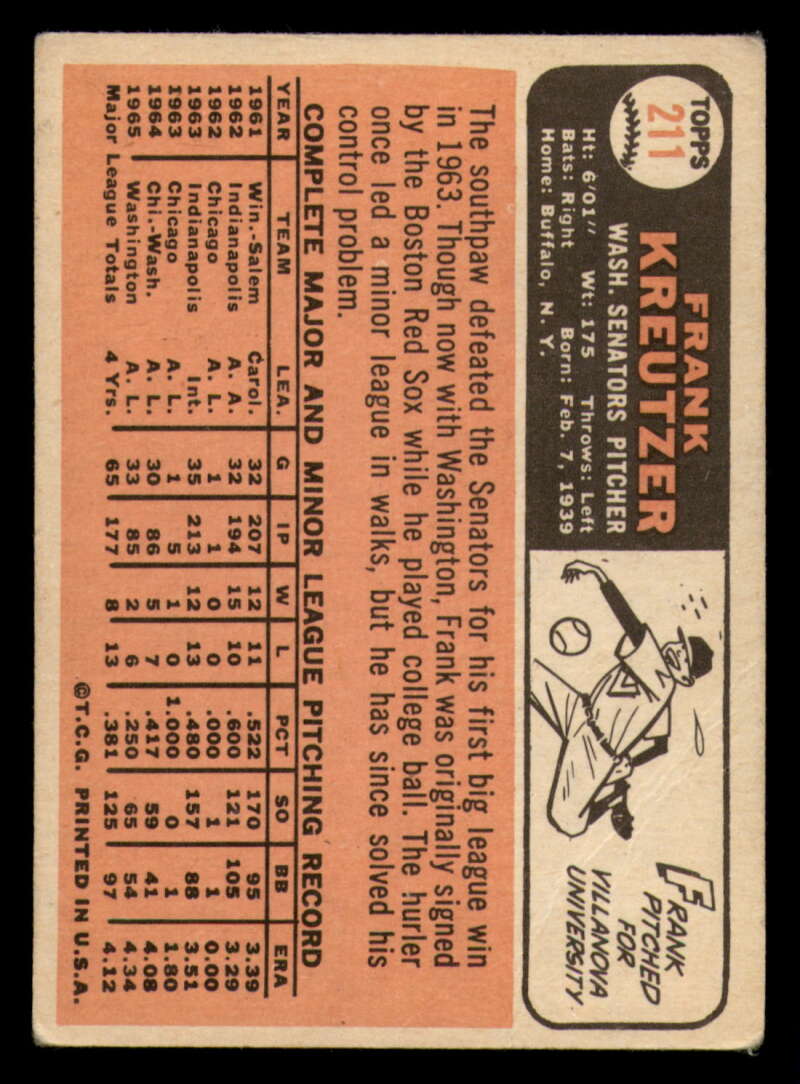 TOPPS
211
FRANK
KREUTZER
WASH. SENATORS PITCHER
Ht: 6'01" Wt: 175 Throws: Left
Bats: Right Born: Feb. 7, 1939
Home: Buffalo, N. Y.
FRANK
PITCHED
FOR
VILLANOVA
UNIVERSITY
The southpaw defeated the Senators for his first big league win
in 1963. Though now with Washington, Frank was originally signed
by the Boston Red Sox while he played college ball. The hurler
once led a minor league in walks, but he has since solved his
control problem.
COMPLETE MAJOR AND MINOR LEAGUE PITCHING RECORD
YEAR TEAM LEA. G IP W L PCT SO BB ERA
1961 Win.-Salem Carol. 32 207 12 11 .522 170 95 3.39
1962 Indianapolis A. A. 32 194 15 10 .600 121 105 3.29
1962 Chicago A. L. 1 1 0 0 .000 1 1 0.00
1963 Indianapolis Int. 35 213 12 13 .480 157 88 3.51
1963 Chicago A. L. 1 5 1 0 1.000 0 1 1.80
1964 Chi.-Wash. A. L. 30 86 5 7 .417 59 41 4.08
1965 Washington A. L. 33 85 2 6 .250 65 54 4.34
Major League Totals 4 Yrs. 65 177 8 13 .381 125 97 4.12
©T.C.G. PRINTED IN U.S.A.